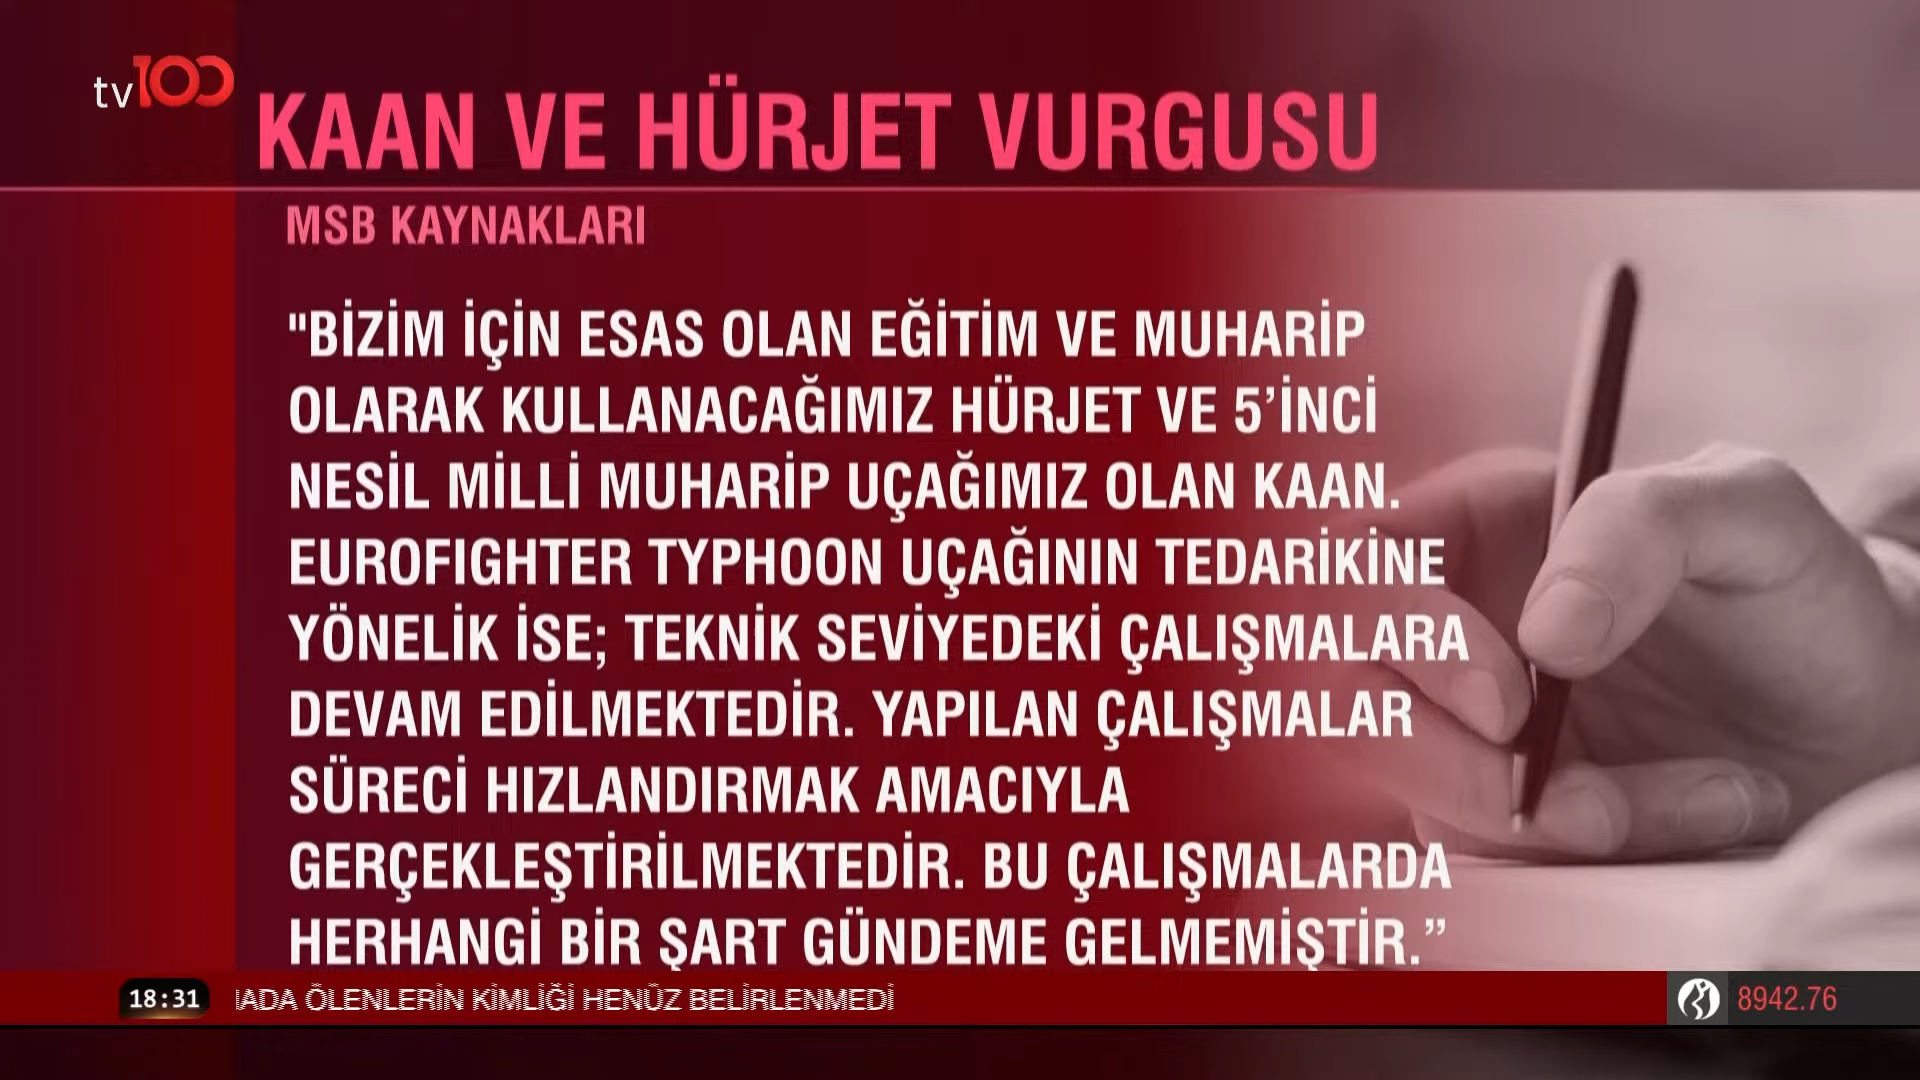 tv100
KAAN VE HÜRJET VURGUSU
MSB KAYNAKLARI
"BİZİM İÇİN ESAS OLAN EĞİTİM VE MUHARİP
OLARAK KULLANACAĞIMIZ HÜRJET VE 5’İNCİ
NESİL MİLLİ MUHARİP UÇAĞIMIZ OLAN KAAN.
EUROFIGHTER TYPHOON UÇAĞININ TEDARİKİNE
YÖNELİK İSE; TEKNİK SEVİYEDEKİ ÇALIŞMALARA
DEVAM EDİLMEKTEDİR. YAPILAN ÇALIŞMALAR
SÜRECİ HIZLANDIRMAK AMACIYLA
GERÇEKLEŞTİRİLMEKTEDİR. BU ÇALIŞMALARDA
HERHANGİ BİR ŞART GÜNDEME GELMEMİŞTİR.”
18:31 ÖLENLERİN KİMLİĞİ HENÜZ BELİRLENMEDİ 8942.76